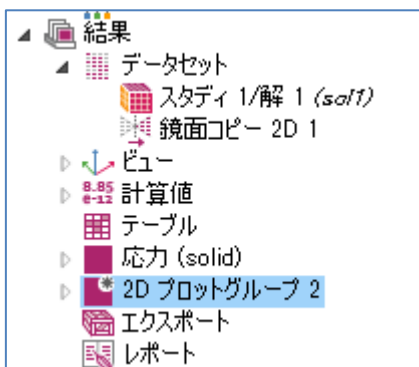 結果
データセット
スタディ 1/解 1 (sol1)
鏡面コピー 2D 1
ビュー
8.85
e-12 計算値
テーブル
応力 (solid)
2D プロットグループ 2
エクスポート
レポート